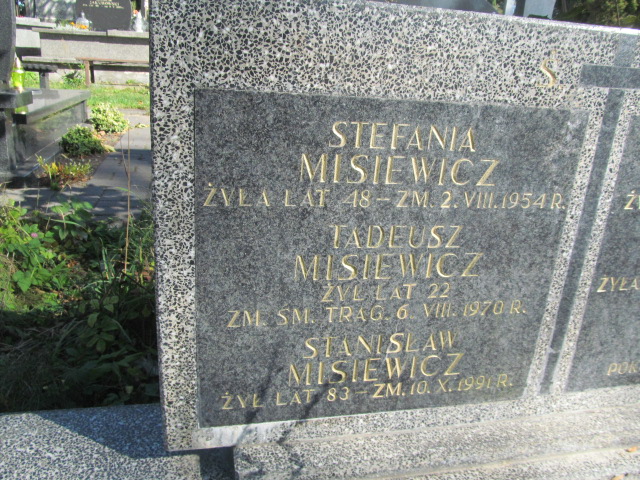 Ś
STEFANIA
MISIEWICZ
ŻYŁA LAT 48 – ZM. 2. VIII. 1954 R.
TADEUSZ
MISIEWICZ
ŻYŁ LAT 22
ZM. ŚM. TRAG. 6. VIII. 1970 R.
STANISŁAW
MISIEWICZ
ŻYŁ LAT 83 – ZM. 10. X. 1991. R.
ŻYŁA